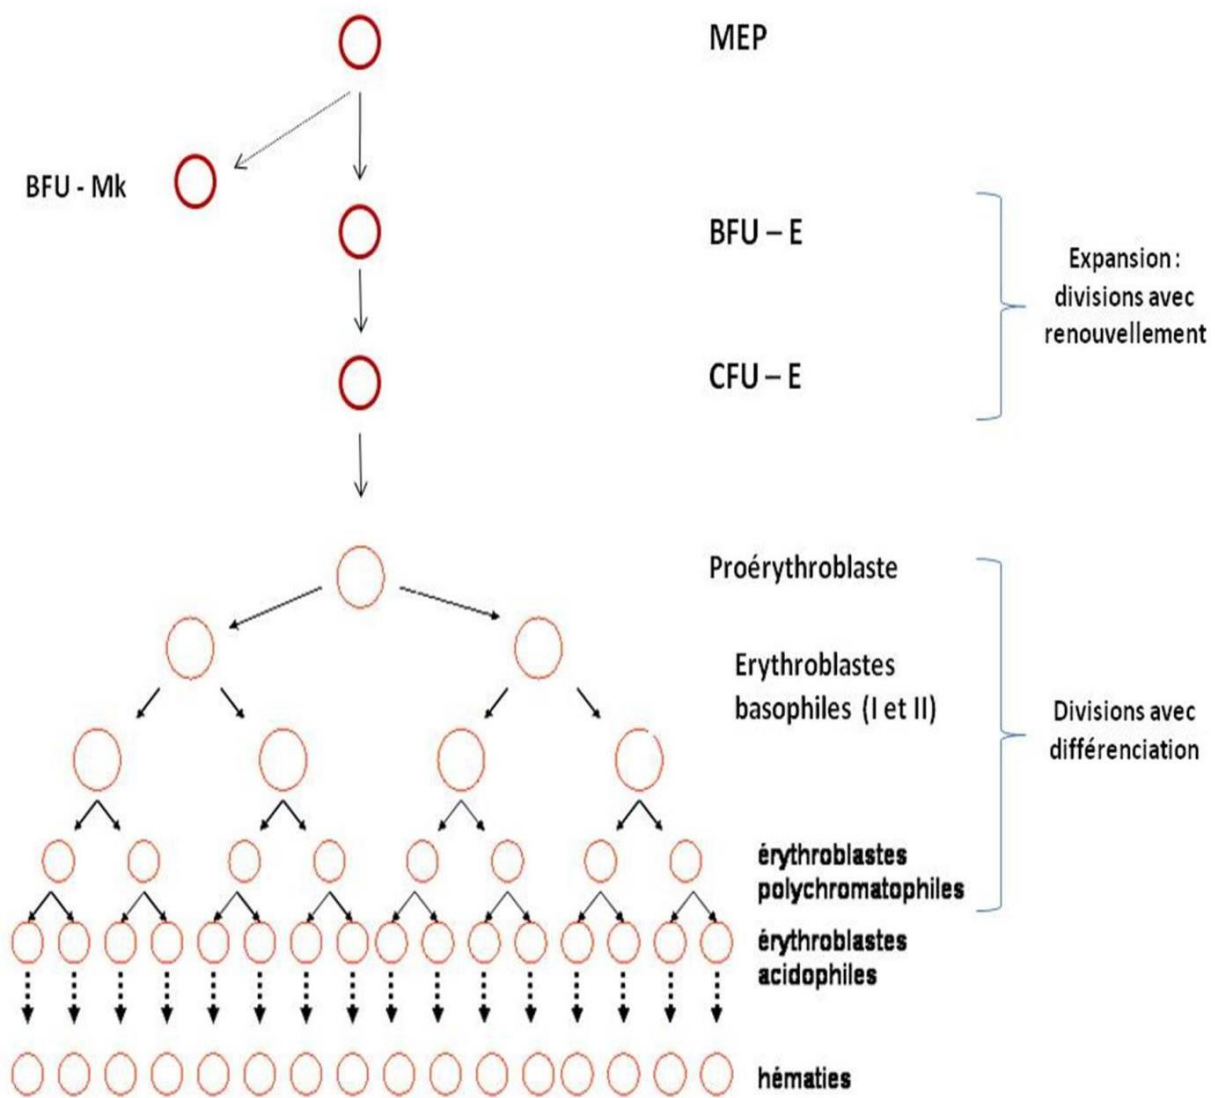 MEP
BFU - Mk
BFU – E
Expansion :
divisions avec
renouvellement
CFU – E
Proérythroblaste
Erythroblastes
basophiles (I et II)
Divisions avec
différenciation
érythroblastes
polychromatophiles
érythroblastes
acidophiles
hématies